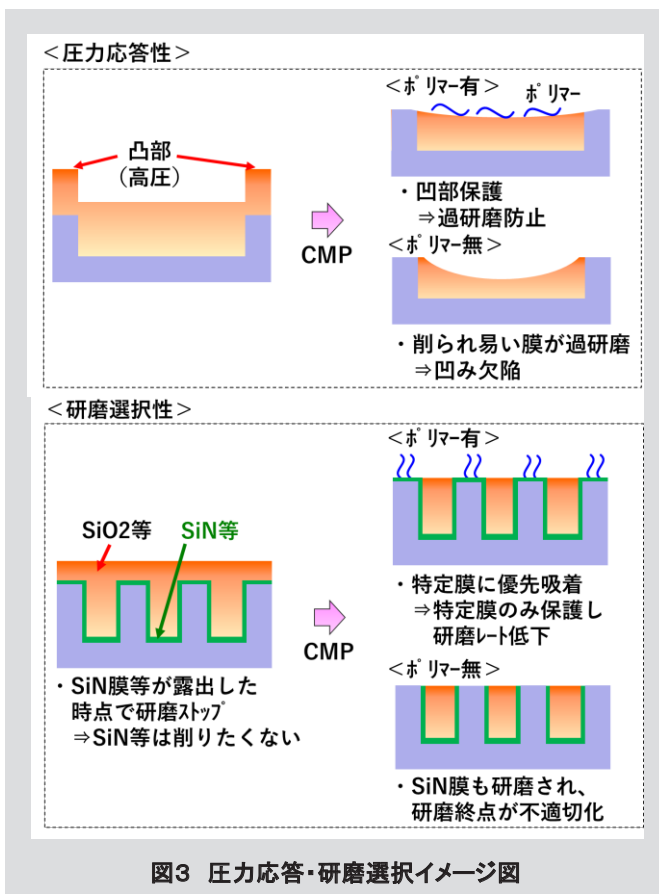 ＜圧力応答性＞
凸部
（高圧）
CMP
＜ﾎﾟﾘﾏｰ有＞
ﾎﾟﾘﾏｰ
・凹部保護
⇒過研磨防止
＜ﾎﾟﾘﾏｰ無＞
・削られ易い膜が過研磨
⇒凹み欠陥
＜研磨選択性＞
SiO2等
SiN等
・SiN膜等が露出した
時点で研磨ｽﾄｯﾌﾟ
⇒SiN等は削りたくない
CMP
＜ﾎﾟﾘﾏｰ有＞
・特定膜に優先吸着
⇒特定膜のみ保護し
研磨ﾚｰﾄ低下
＜ﾎﾟﾘﾏｰ無＞
・SiN膜も研磨され、
研磨終点が不適切化
図3 圧力応答・研磨選択イメージ図